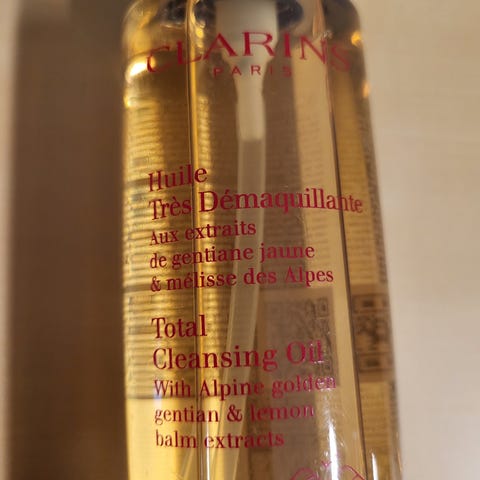 CLARINS
PARIS
Huile
Très Démaquillante
Aux extraits
de gentiane jaune
& mélisse des Alpes
Total
Cleansing Oil
With Alpine golden
gentian & lemon
balm extracts